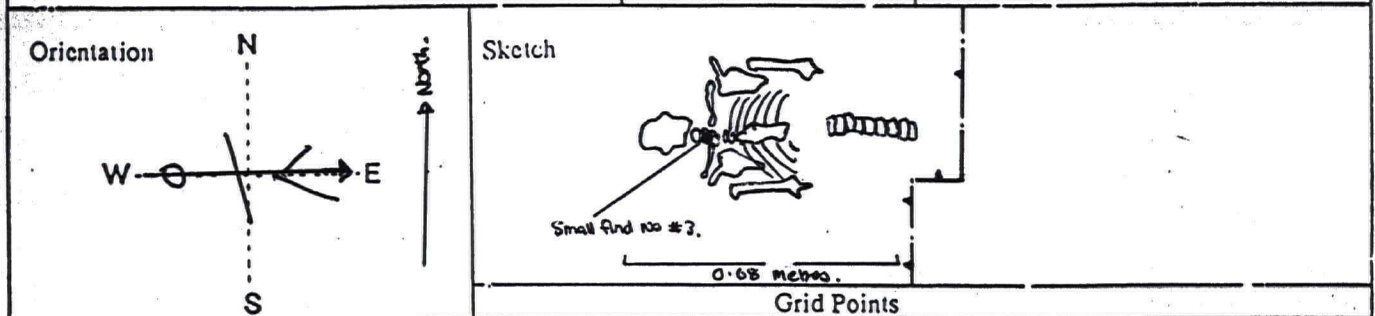 Orientation
N
North.
W
E
S
Sketch
Small find No #3.
0.68 metres.
Grid Points